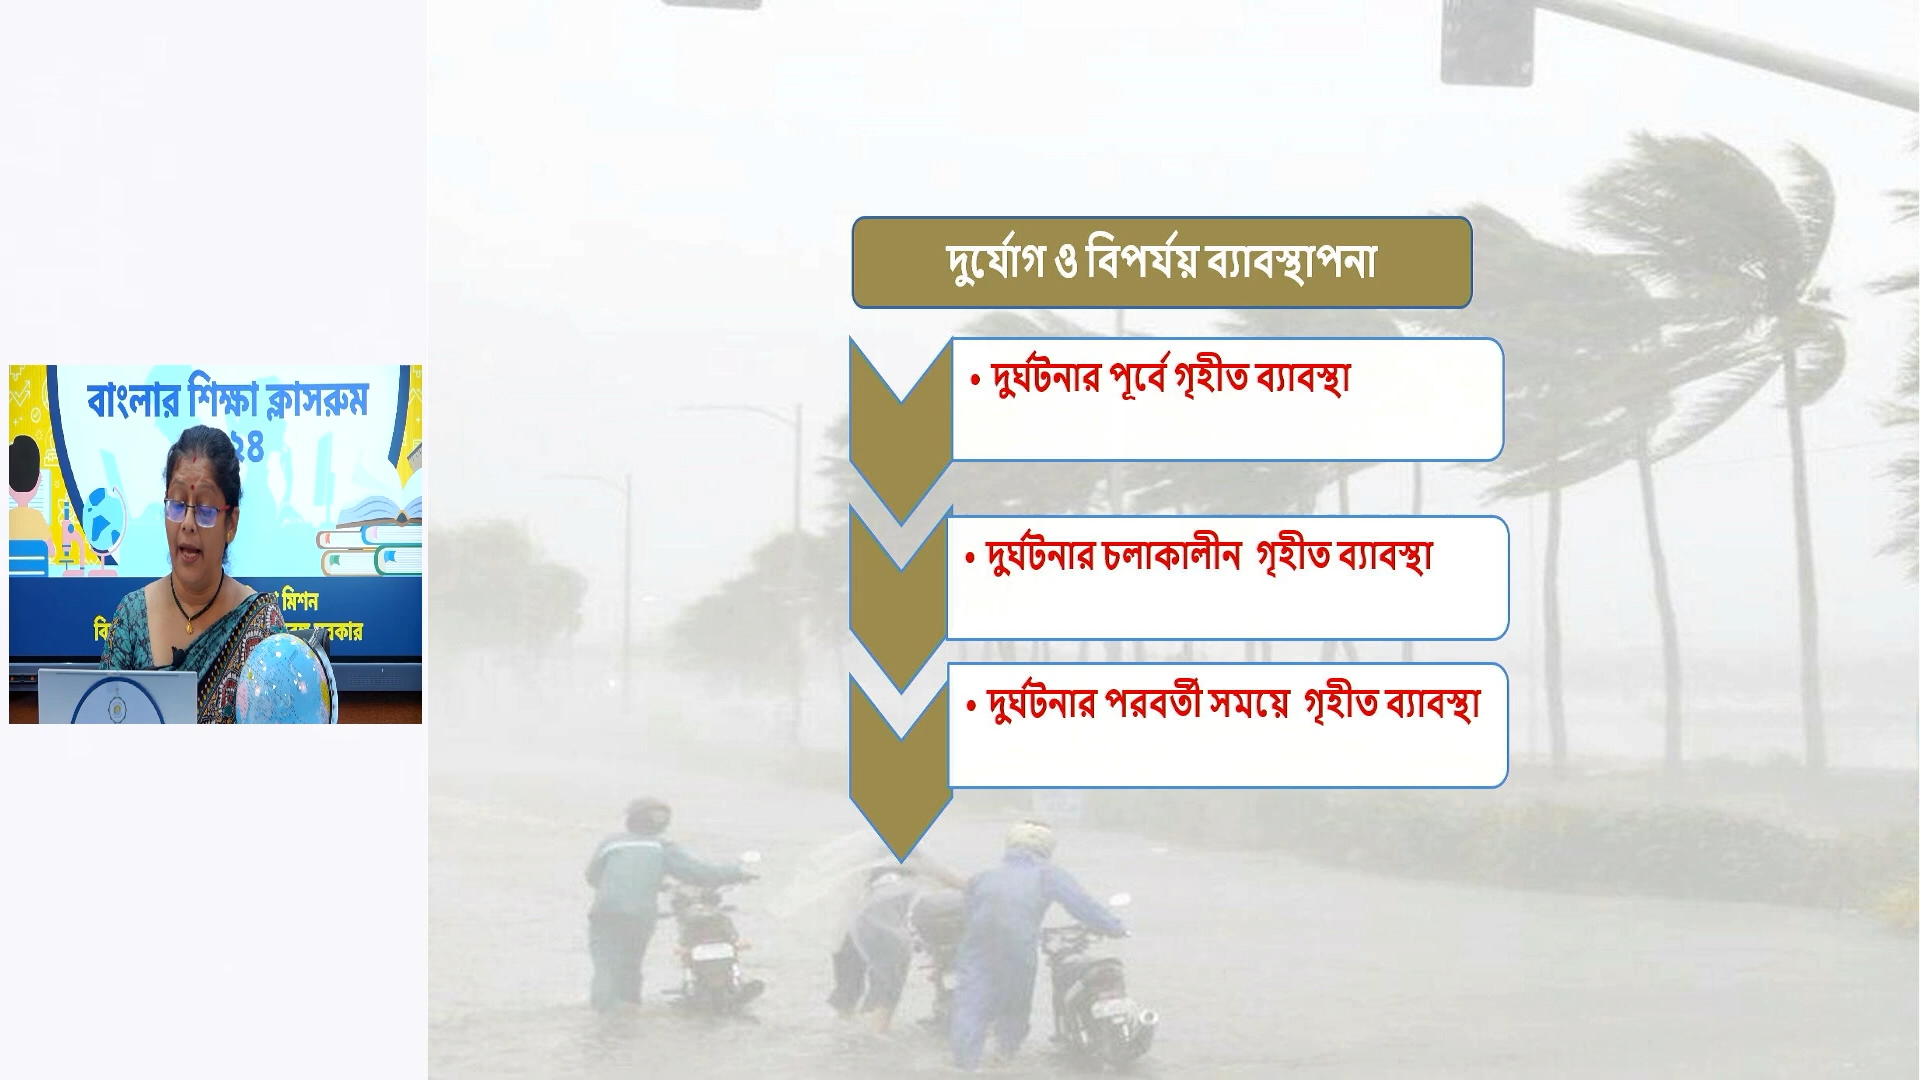 বাংলার শিক্ষা ক্লাসরুম
২৪
মিশন
দুর্যোগ ও বিপর্যয় ব্যাবস্থাপনা
• দুর্ঘটনার পূর্বে গৃহীত ব্যাবস্থা
• দুর্ঘটনার চলাকালীন গৃহীত ব্যাবস্থা
• দুর্ঘটনার পরবর্তী সময়ে গৃহীত ব্যাবস্থা